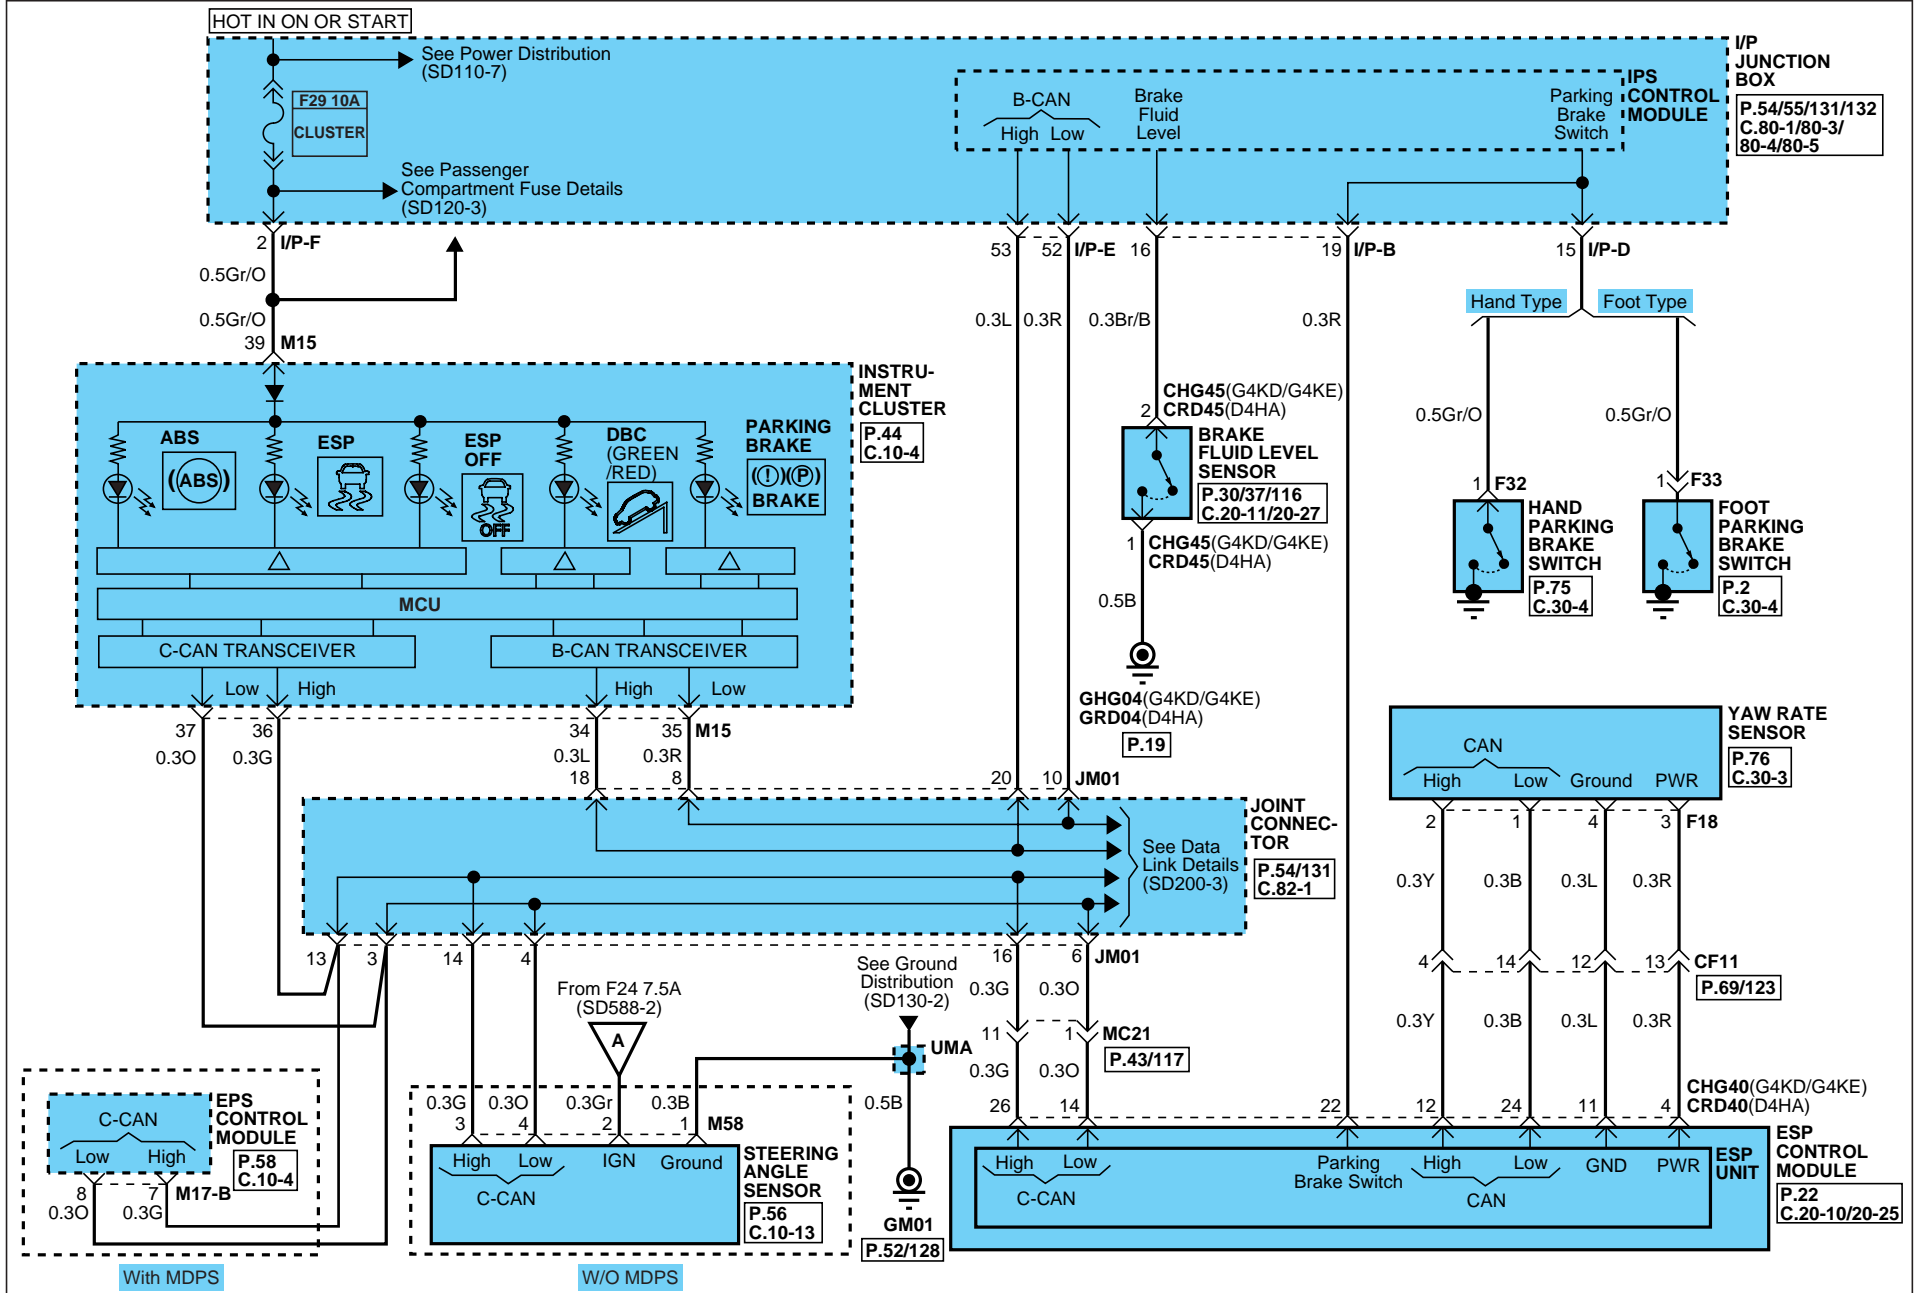 HOT IN ON OR START
See Power Distribution
(SD110-7)
F29 10A
CLUSTER
See Passenger
Compartment Fuse Details
(SD120-3)
B-CAN
High Low
Brake
Fluid
Level
Parking
Brake
Switch
IPS
CONTROL
MODULE
I/P
JUNCTION
BOX
P.54/55/131/132
C.80-1/80-3/
80-4/80-5
2 I/P-F
53
52 I/P-E
16
19 I/P-B
15 I/P-D
0.5Gr/O
0.5Gr/O
39 M15
0.3L
0.3R
0.3Br/B
0.3R
Hand Type
Foot Type
INSTRU-
MENT
CLUSTER
P.44
C.10-4
ABS
(ABS)
ESP
ESP
OFF
OFF
DBC
(GREEN
/RED)
PARKING
BRAKE
(!)(P)
BRAKE
MCU
C-CAN TRANSCEIVER
B-CAN TRANSCEIVER
Low
High
High
Low
37
36
34
35 M15
0.3O
0.3G
0.3L
0.3R
CHG45(G4KD/G4KE)
2 CRD45(D4HA)
BRAKE
FLUID LEVEL
SENSOR
P.30/37/116
C.20-11/20-27
1 CHG45(G4KD/G4KE)
CRD45(D4HA)
0.5B
GHG04(G4KD/G4KE)
GRD04(D4HA)
P.19
0.5Gr/O
0.5Gr/O
1 F32
1 F33
HAND
PARKING
BRAKE
SWITCH
P.75
C.30-4
FOOT
PARKING
BRAKE
SWITCH
P.2
C.30-4
18
8
20
10 JM01
JOINT
CONNEC-
TOR
P.54/131
C.82-1
See Data
Link Details
(SD200-3)
13
3
14
4
16
6 JM01
YAW RATE
SENSOR
P.76
C.30-3
CAN
High
Low
Ground
PWR
2
1
4
3 F18
0.3Y
0.3B
0.3L
0.3R
4
14
12
13 CF11
P.69/123
0.3Y
0.3B
0.3L
0.3R
From F24 7.5A
(SD588-2)
A
See Ground
Distribution
(SD130-2)
UMA
0.3G
0.3O
11
1 MC21
P.43/117
0.3G
0.3O
EPS
CONTROL
MODULE
P.58
C.10-4
C-CAN
Low
High
8
7 M17-B
0.3O
0.3G
With MDPS
0.3G
0.3O
0.3Gr
0.3B
3
4
2
1 M58
High
Low
IGN
Ground
C-CAN
STEERING
ANGLE
SENSOR
P.56
C.10-13
W/O MDPS
0.5B
GM01
P.52/128
26
14
22
12
24
11
4
CHG40(G4KD/G4KE)
CRD40(D4HA)
High
Low
C-CAN
Parking
Brake Switch
High
Low
CAN
GND
PWR
ESP
UNIT
ESP
CONTROL
MODULE
P.22
C.20-10/20-25